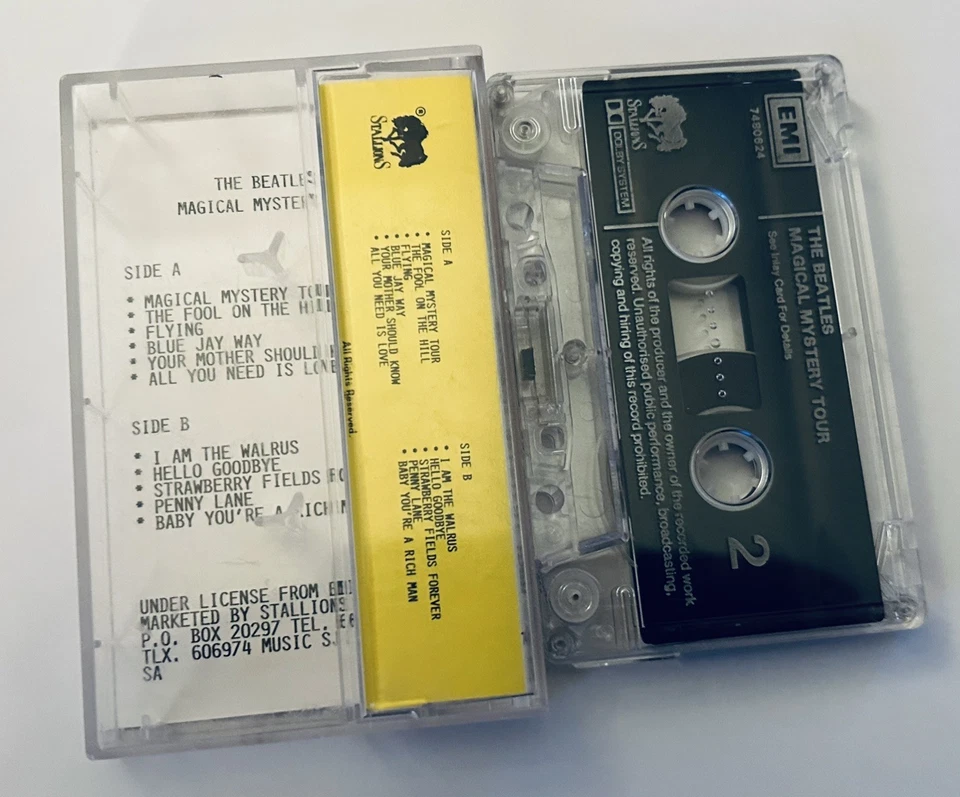 THE BEATLE
MAGICAL MYSTE
SIDE A
* MAGICAL MYSTERY TOU
* THE FOOL ON THE HILL
* FLYING
* BLUE JAY WAY
* YOUR MOTHER SHOULD
* ALL YOU NEED IS LOVE
SIDE B
* I AM THE WALRUS
* HELLO GOODBYE
* STRAWBERRY FIELDS FO
* PENNY LANE
* BABY YOU'RE A RICH
UNDER LICENSE FROM
MARKETED BY STALLIONS
P.O. BOX 20297 TEL.
TLX. 606974 MUSIC S
SA
All Rights Reserved.
®
STALLIONS
SIDE A
• MAGICAL MYSTERY TOUR
• THE FOOL ON THE HILL
• FLYING
• BLUE JAY WAY
• YOUR MOTHER SHOULD KNOW
• ALL YOU NEED IS LOVE
SIDE B
• I AM THE WALRUS
• HELLO GOODBYE
• STRAWBERRY FIELDS FOREVER
• PENNY LANE
• BABY YOU'RE A RICH MAN
EMI
7480624
STALLIONS
DOLBY SYSTEM
THE BEATLES
MAGICAL MYSTERY TOUR
See Inlay Card For Details
2
All rights of the producer and the owner of the recorded work
reserved. Unauthorised public performance, broadcasting,
copying and hiring of this record prohibited.